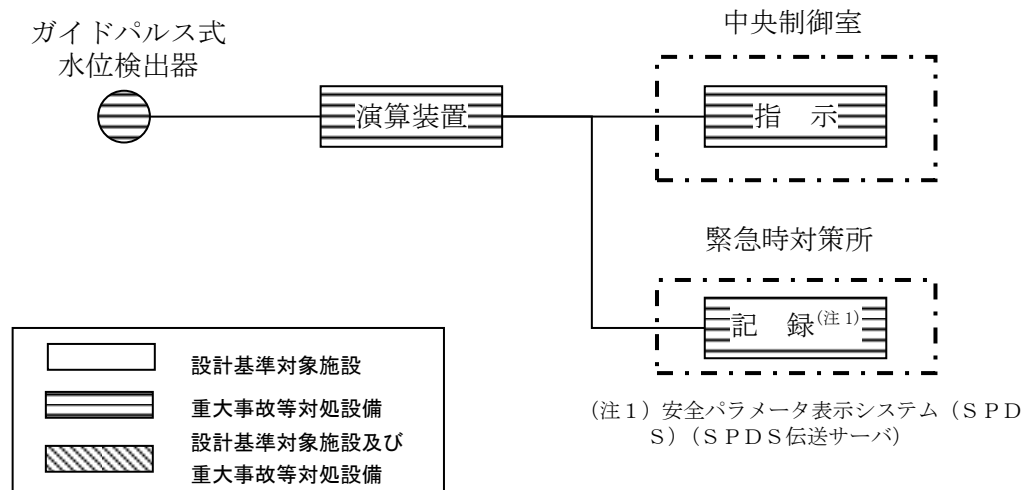 ガイドパルス式
水位検出器
演算装置
中央制御室
指　示
緊急時対策所
記　録(注1)
(注１) 安全パラメータ表示システム（ＳＰＤ
Ｓ）（ＳＰＤＳ伝送サーバ）
設計基準対象施設
重大事故等対処設備
設計基準対象施設及び
重大事故等対処設備